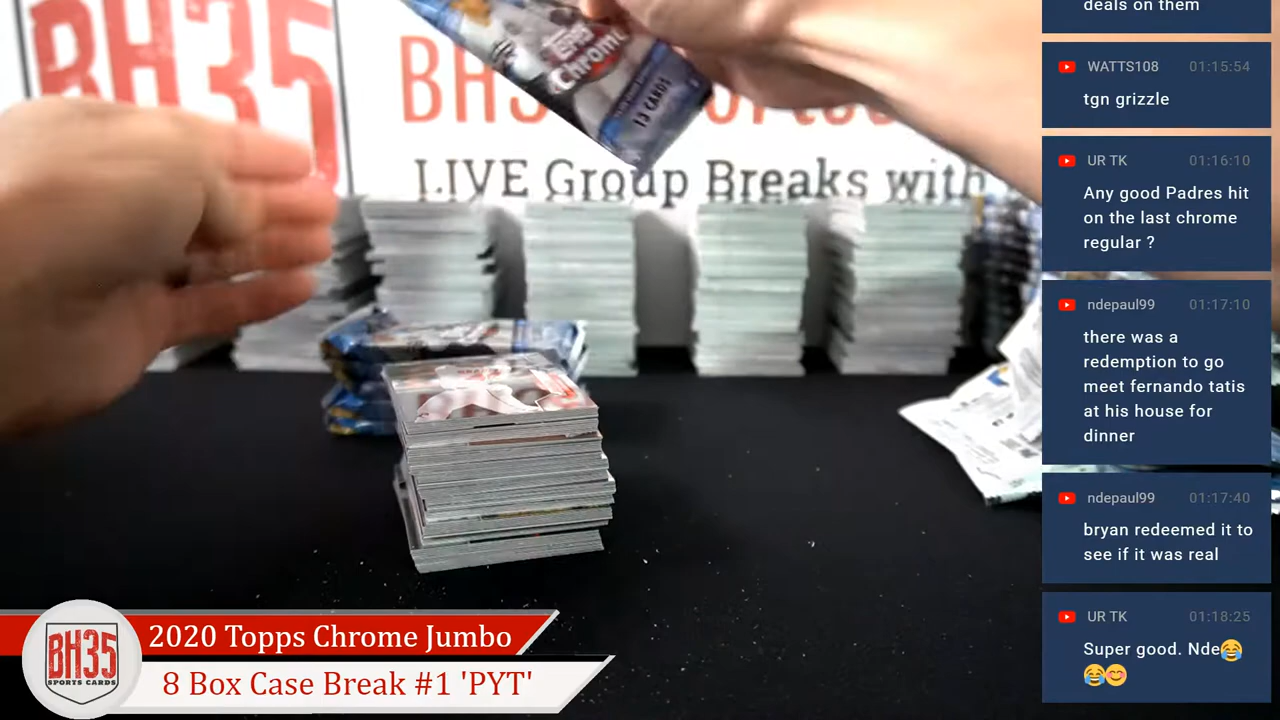 BH35
BH35 Sports
LIVE Group Breaks with
Chrome
13 CARDS
deals on them
WATTS108 01:15:54
tgn grizzle
UR TK 01:16:10
Any good Padres hit
on the last chrome
regular ?
ndepaul99 01:17:10
there was a
redemption to go
meet fernando tatis
at his house for
dinner
ndepaul99 01:17:40
bryan redeemed it to
see if it was real
UR TK 01:18:25
Super good. Nde😂
😂😊
BH35
SPORTS CARDS
2020 Topps Chrome Jumbo
8 Box Case Break #1 'PYT'